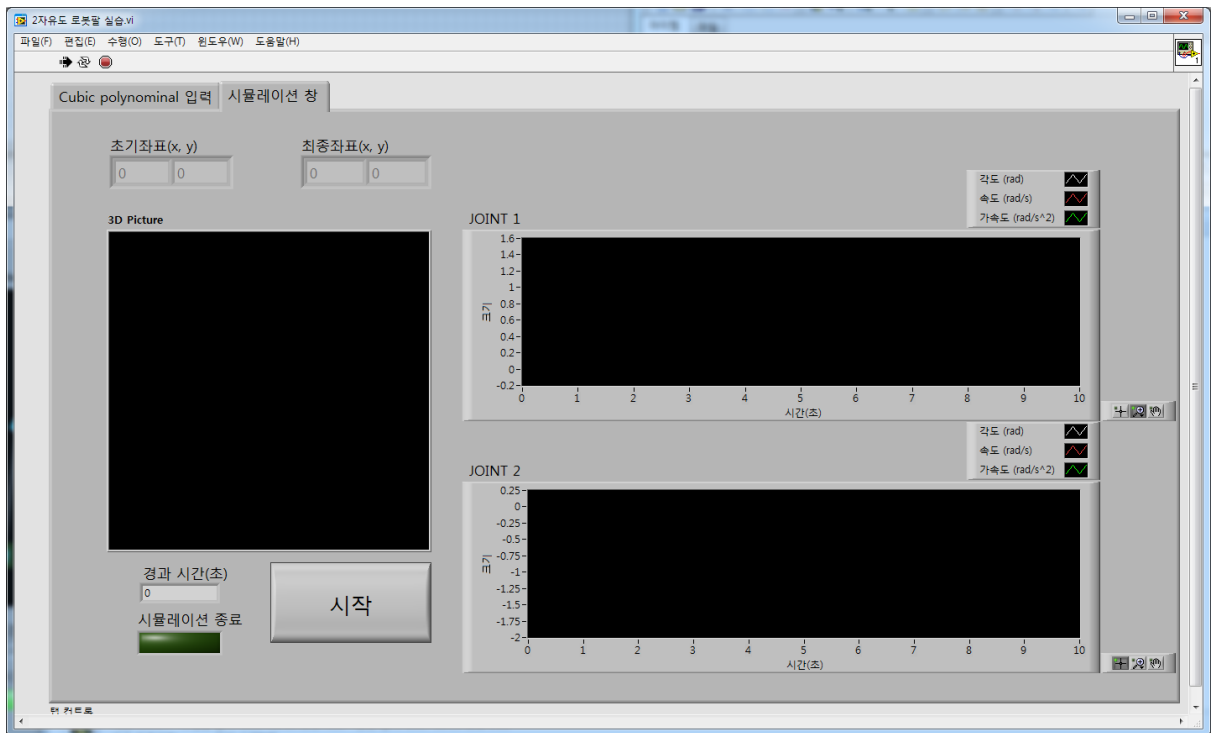 2자유도 로봇팔 실습.vi
파일(F) 편집(E) 수행(O) 도구(T) 윈도우(W) 도움말(H)
1
Cubic polynominal 입력 시뮬레이션 창
초기좌표(x, y) 최종좌표(x, y)
0 0 0 0
3D Picture
JOINT 1
각도 (rad)
속도 (rad/s)
가속도 (rad/s^2)
크기
1.6
1.4
1.2
1
0.8
0.6
0.4
0.2
0
-0.2
0 1 2 3 4 5 6 7 8 9 10
시간(초)
JOINT 2
각도 (rad)
속도 (rad/s)
가속도 (rad/s^2)
크기
0.25
0
-0.25
-0.5
-0.75
-1
-1.25
-1.5
-1.75
-2
0 1 2 3 4 5 6 7 8 9 10
시간(초)
경과 시간(초)
0
시뮬레이션 종료
시작